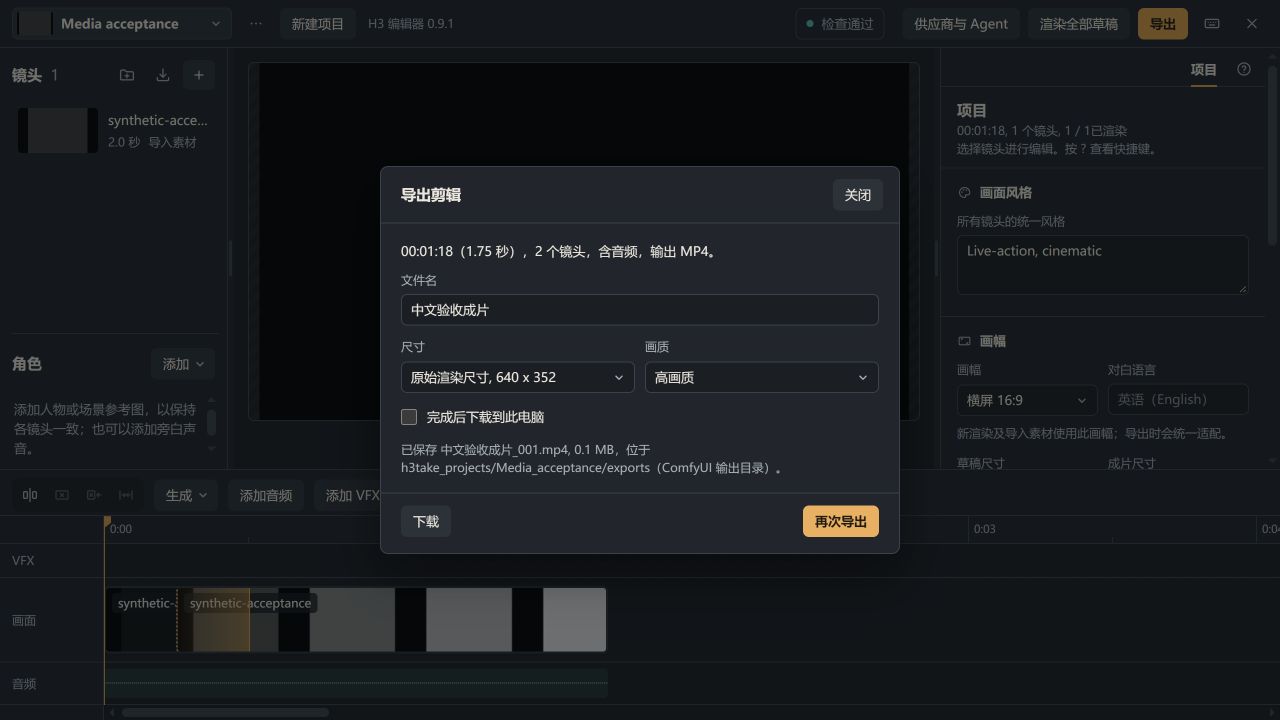 Media acceptance
新建项目
H3 编辑器 0.9.1
检查通过
供应商与 Agent
渲染全部草稿
导出
镜头 1
synthetic-acce...
2.0 秒 导入素材
角色
添加
添加人物或场景参考图，以保持
各镜头一致；也可以添加旁白声
音。
导出剪辑
关闭
00:01:18（1.75 秒），2 个镜头，含音频，输出 MP4。
文件名
中文验收成片
尺寸
画质
原始渲染尺寸, 640 x 352
高画质
完成后下载到此电脑
已保存 中文验收成片_001.mp4, 0.1 MB，位于
h3take_projects/Media_acceptance/exports（ComfyUI 输出目录）。
下载
再次导出
项目
项目
00:01:18, 1 个镜头, 1 / 1已渲染
选择镜头进行编辑。按 ? 查看快捷键。
画面风格
所有镜头的统一风格
Live-action, cinematic
画幅
画幅
对白语言
横屏 16:9
英语（English）
新渲染及导入素材使用此画幅；导出时会统一适配。
草稿尺寸
成片尺寸
生成
添加音频
添加 VFX
0:00
0:03
VFX
画面
synthetic-
synthetic-acceptance
音频